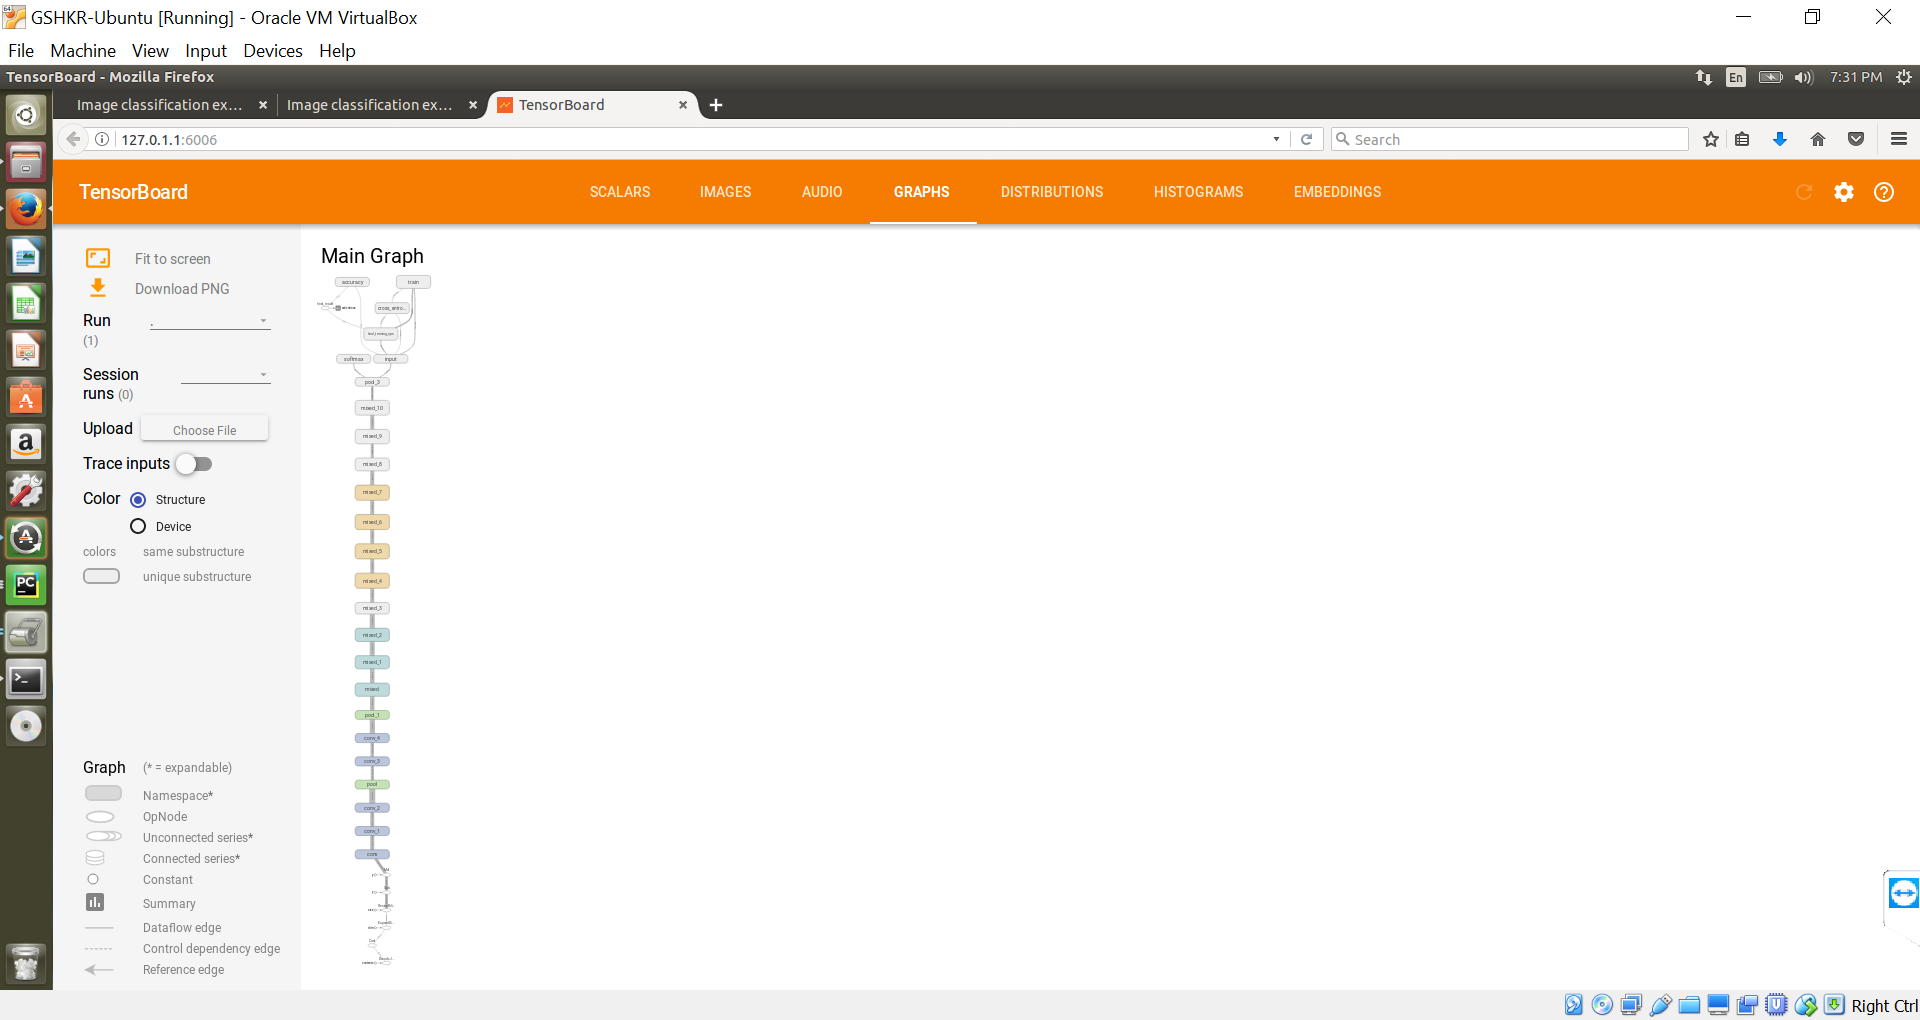 GSHKR-Ubuntu [Running] - Oracle VM VirtualBox
File Machine View Input Devices Help
TensorBoard - Mozilla Firefox
En
7:31 PM
Image classification ex...
Image classification ex...
TensorBoard
127.0.1.1:6006
Search
TensorBoard
SCALARS
IMAGES
AUDIO
GRAPHS
DISTRIBUTIONS
HISTOGRAMS
EMBEDDINGS
Fit to screen
Download PNG
Run
(1)
.
Session
runs (0)
Upload
Choose File
Trace inputs
Color
Structure
Device
colors
same substructure
unique substructure
Graph
(* = expandable)
Namespace*
OpNode
Unconnected series*
Connected series*
Constant
Summary
Dataflow edge
Control dependency edge
Reference edge
Main Graph
accuracy
train
cross_entro...
softmax
input
pool_3
mixed_10
mixed_9
mixed_8
mixed_7
mixed_6
mixed_5
mixed_4
mixed_3
mixed_2
mixed_1
mixed
pool_1
conv_4
conv_3
pool
conv_2
conv_1
conv
PC
Right Ctrl